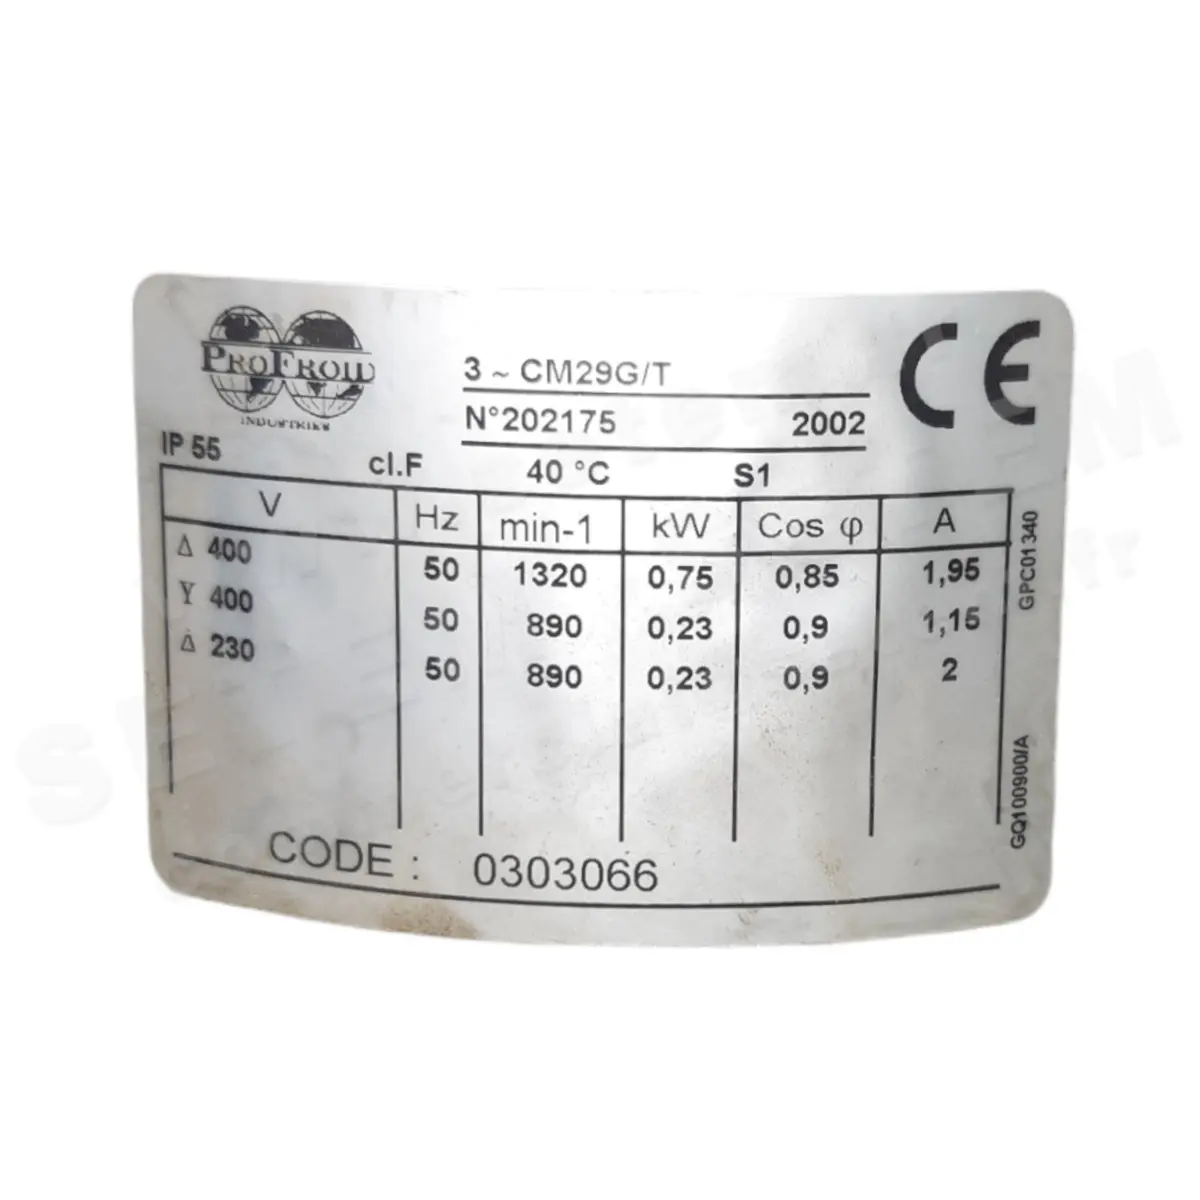 PROFROID
INDUSTRIES
3 ~ CM29G/T
N°202175 2002
CE
IP 55 cl.F 40 °C S1
V Hz min-1 kW Cos φ A
Δ 400 50 1320 0,75 0,85 1,95
Y 400 50 890 0,23 0,9 1,15
Δ 230 50 890 0,23 0,9 2
CODE : 0303066
GPC01340
GQ100900/A